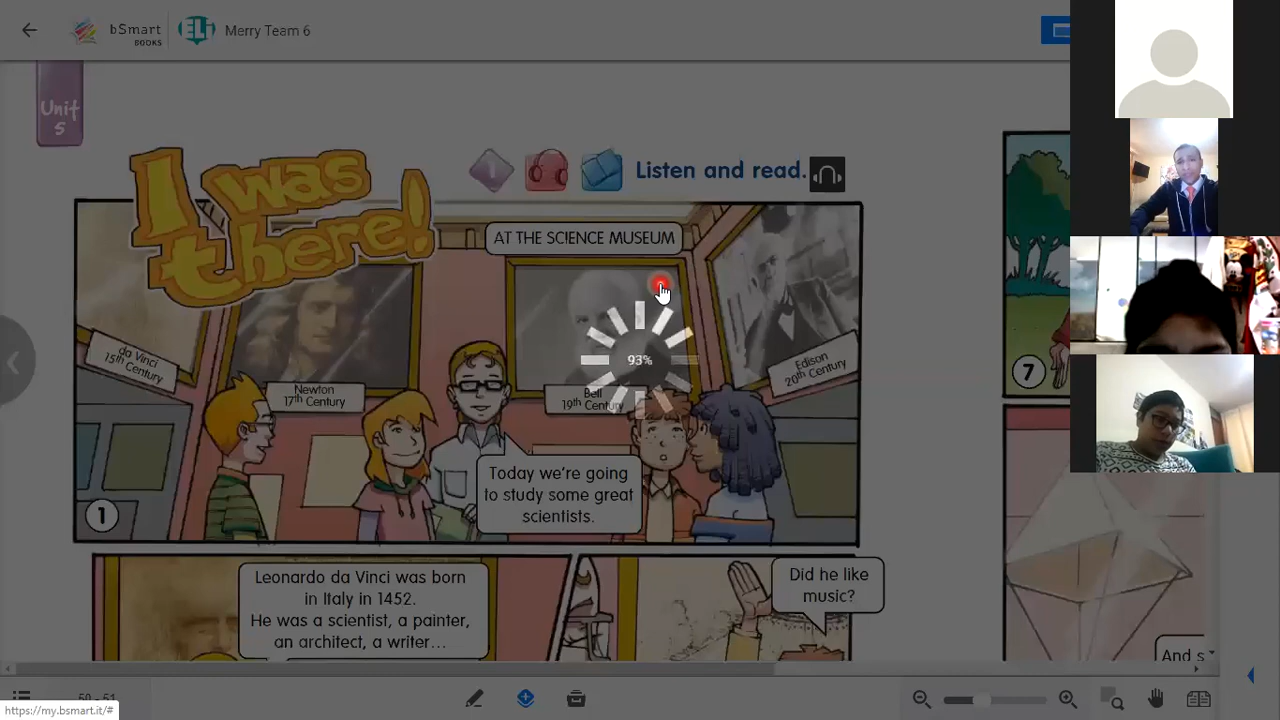 bSmart
BOOKS
ELi
Merry Team 6
Unit
5
I was
there!
1
Listen and read.
AT THE SCIENCE MUSEUM
da Vinci
15th Century
Newton
17th Century
Bell
19th Century
Edison
20th Century
93%
Today we're going
to study some great
scientists.
1
7
Leonardo da Vinci was born
in Italy in 1452.
He was a scientist, a painter,
an architect, a writer...
Did he like
music?
And s
50 - 51
https://my.bsmart.it/#